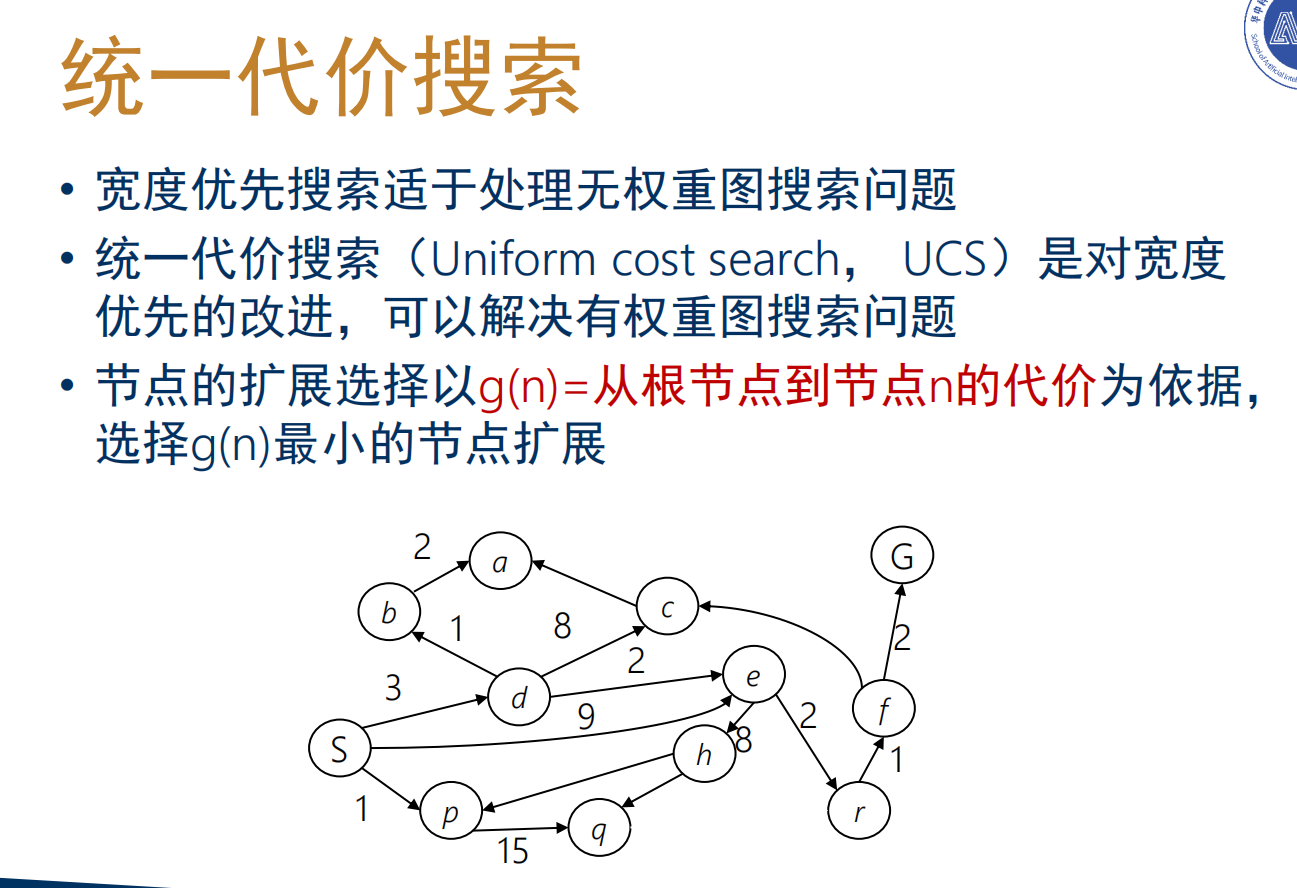 统一代价搜索
• 宽度优先搜索适于处理无权重图搜索问题
• 统一代价搜索（Uniform cost search， UCS）是对宽度
优先的改进，可以解决有权重图搜索问题
• 节点的扩展选择以g(n)=从根节点到节点n的代价为依据，
选择g(n)最小的节点扩展
2
a
G
b
c
1
8
2
2
e
3
d
f
9
2
S
8
h
1
1
p
q
r
15